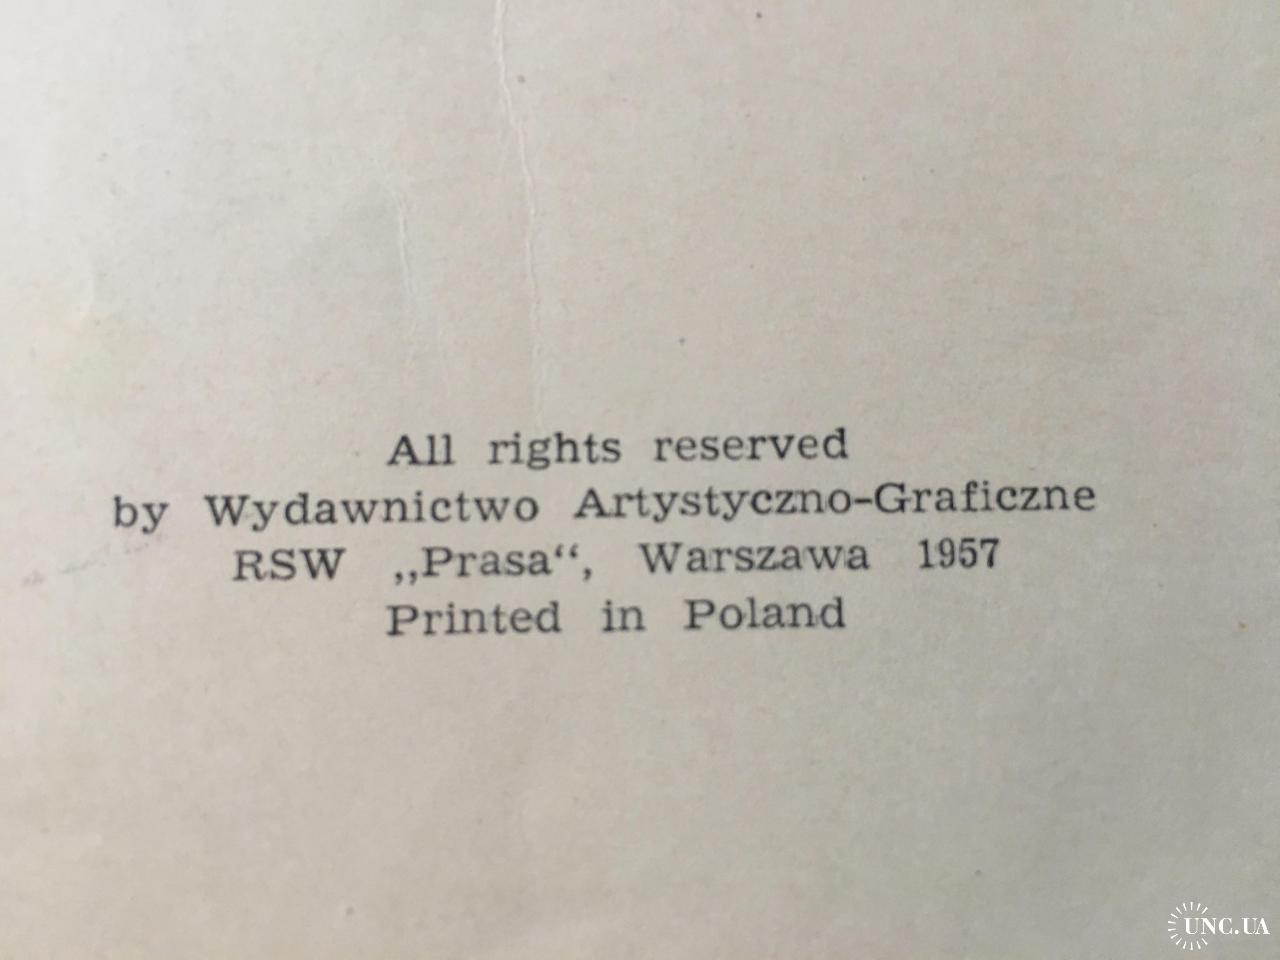 All rights reserved
by Wydawnictwo Artystyczno-Graficzne
RSW „Prasa“, Warszawa 1957
Printed in Poland
UNC.UA